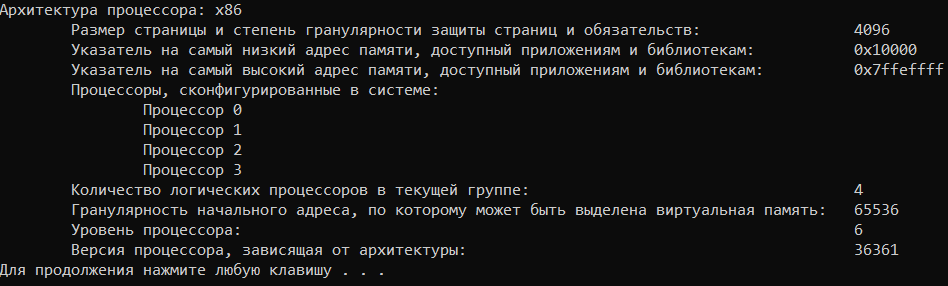 Архитектура процессора: x86
Размер страницы и степень гранулярности защиты страниц и обязательств: 4096
Указатель на самый низкий адрес памяти, доступный приложениям и библиотекам: 0x10000
Указатель на самый высокий адрес памяти, доступный приложениям и библиотекам: 0x7ffeffff
Процессоры, сконфигурированные в системе:
Процессор 0
Процессор 1
Процессор 2
Процессор 3
Количество логических процессоров в текущей группе: 4
Гранулярность начального адреса, по которому может быть выделена виртуальная память: 65536
Уровень процессора: 6
Версия процессора, зависящая от архитектуры: 36361
Для продолжения нажмите любую клавишу . . .